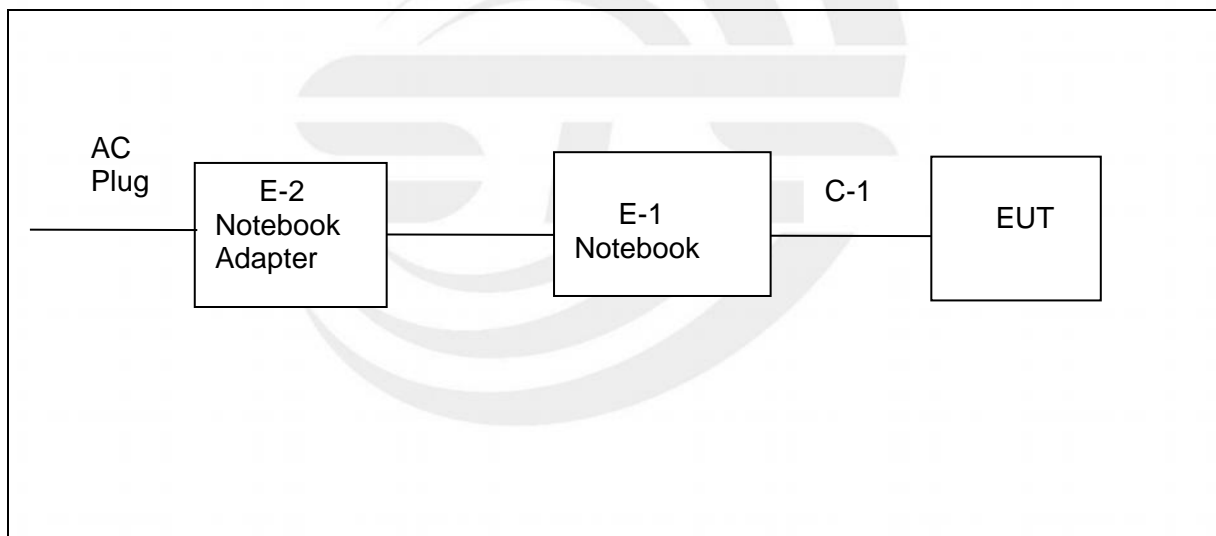 AC
Plug
E-2
Notebook
Adapter
E-1
Notebook
C-1
EUT